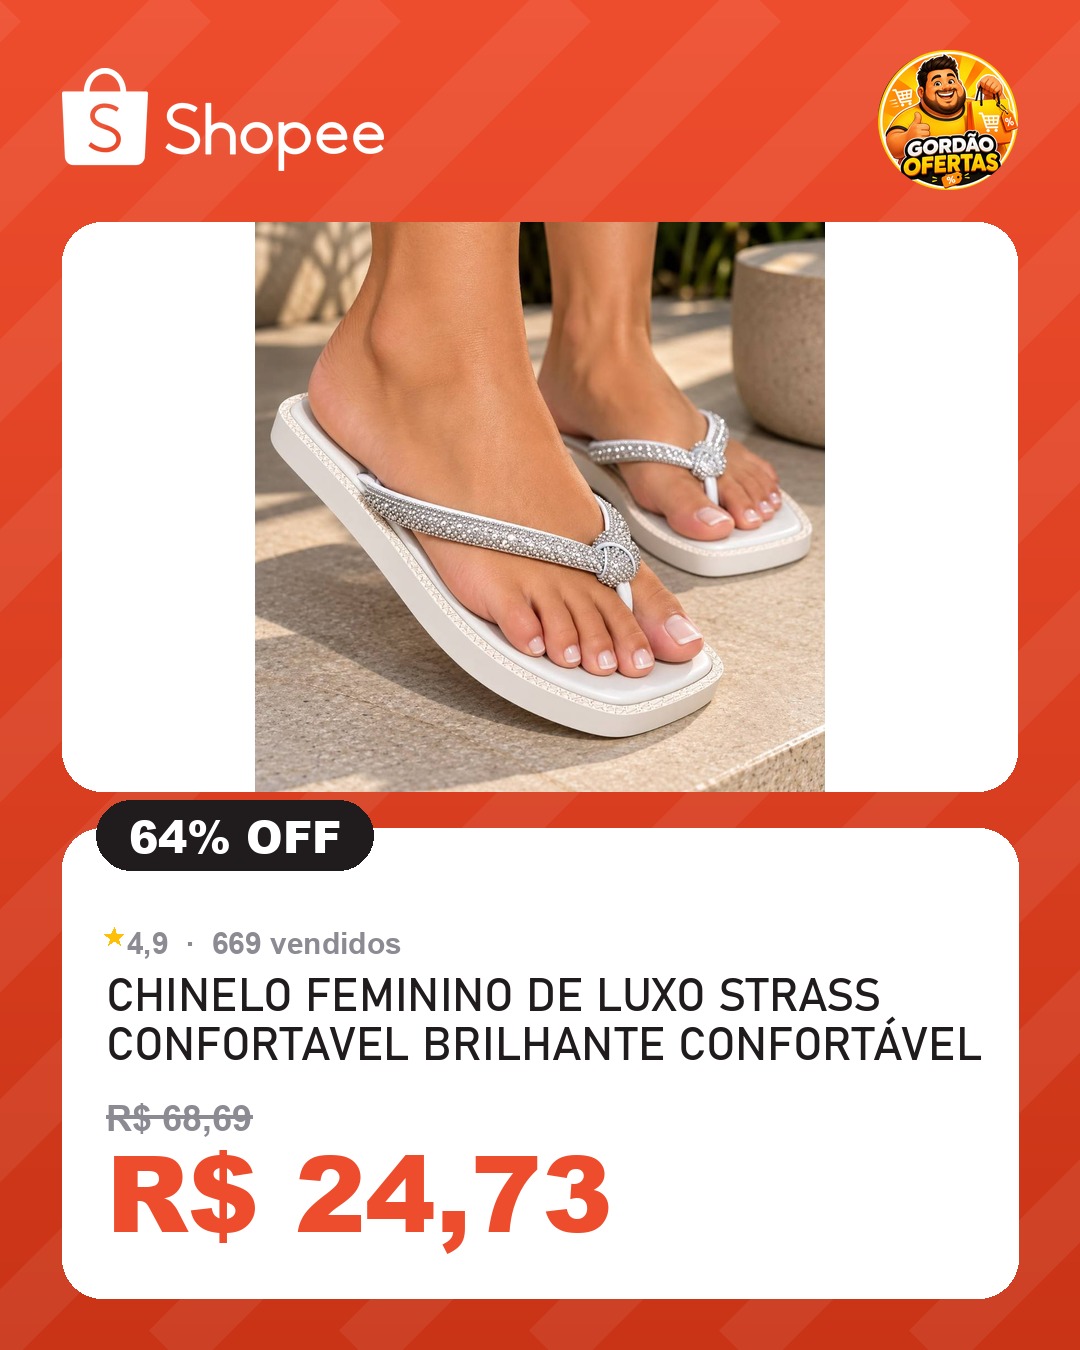 S Shopee
GORDÃO
OFERTAS
%
%
64% OFF
4,9 · 669 vendidos
CHINELO FEMININO DE LUXO STRASS
CONFORTAVEL BRILHANTE CONFORTÁVEL
R$ 68,69
R$ 24,73